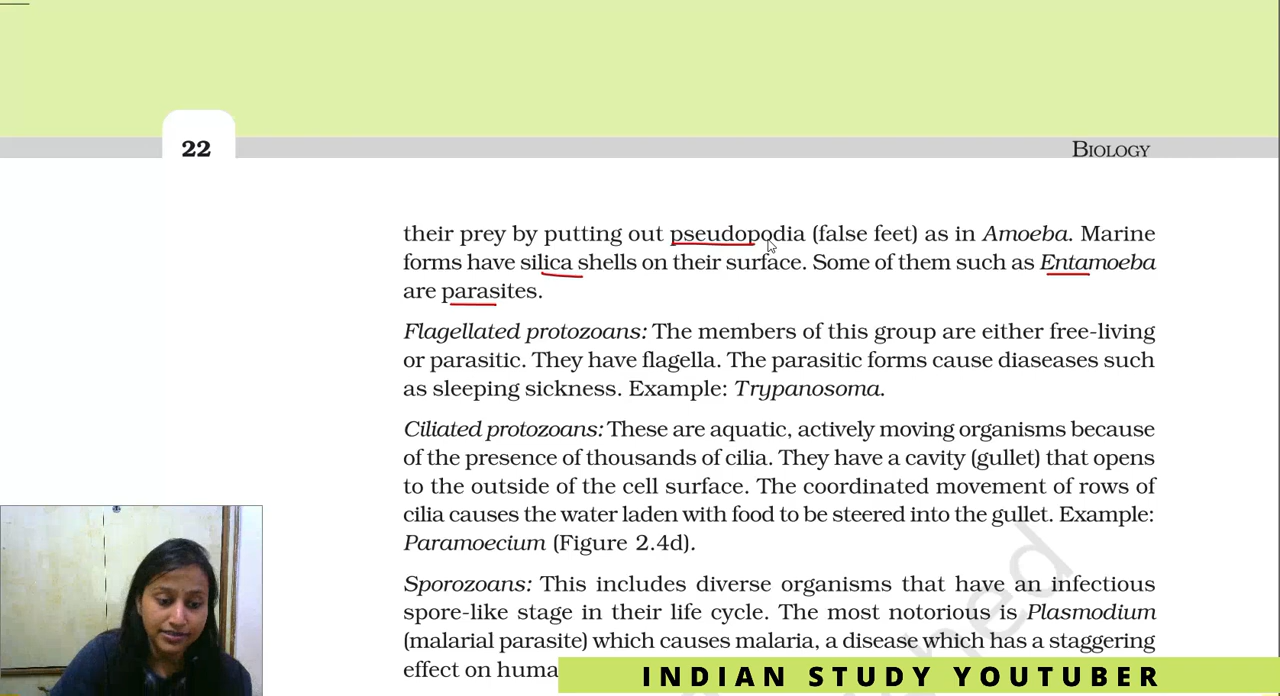 22
BIOLOGY
their prey by putting out pseudopodia (false feet) as in Amoeba. Marine
forms have silica shells on their surface. Some of them such as Entamoeba
are parasites.
Flagellated protozoans: The members of this group are either free-living
or parasitic. They have flagella. The parasitic forms cause diaseases such
as sleeping sickness. Example: Trypanosoma.
Ciliated protozoans: These are aquatic, actively moving organisms because
of the presence of thousands of cilia. They have a cavity (gullet) that opens
to the outside of the cell surface. The coordinated movement of rows of
cilia causes the water laden with food to be steered into the gullet. Example:
Paramoecium (Figure 2.4d).
Sporozoans: This includes diverse organisms that have an infectious
spore-like stage in their life cycle. The most notorious is Plasmodium
(malarial parasite) which causes malaria, a disease which has a staggering
effect on huma
INDIAN STUDY YOUTUBER